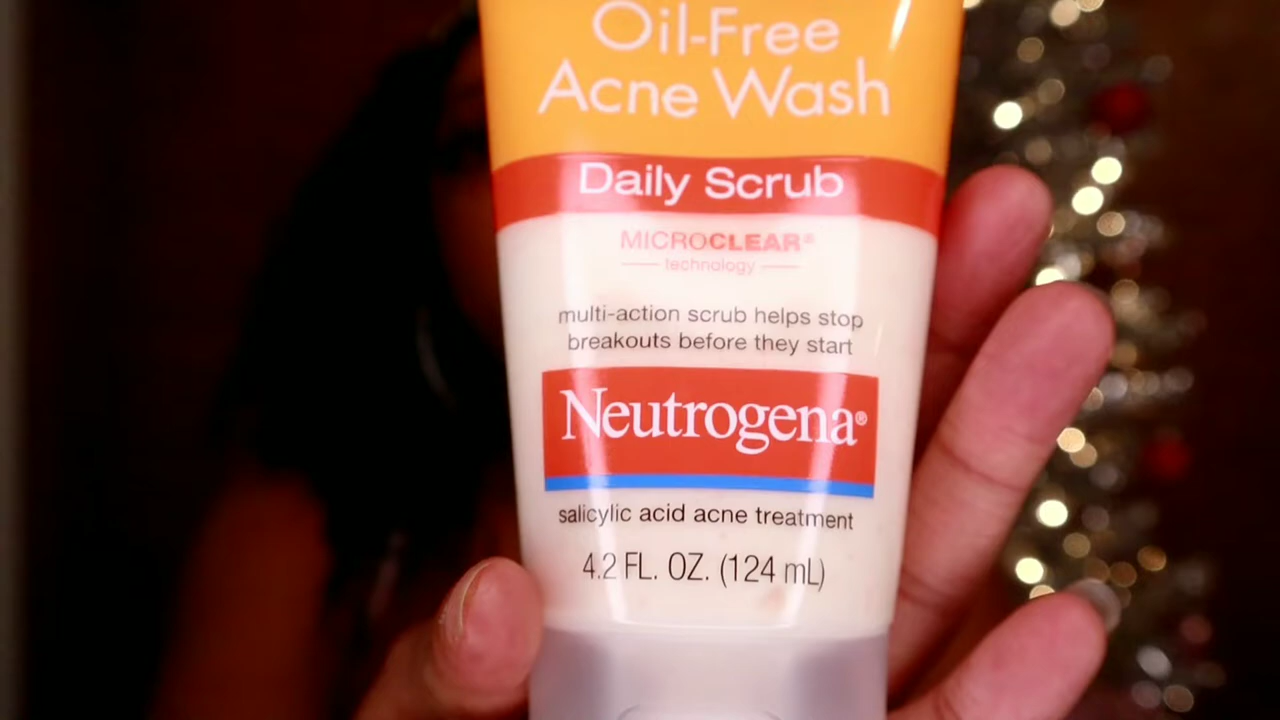 Oil-Free
Acne Wash
Daily Scrub
MICROCLEAR®
technology
multi-action scrub helps stop
breakouts before they start
Neutrogena®
salicylic acid acne treatment
4.2 FL. OZ. (124 mL)